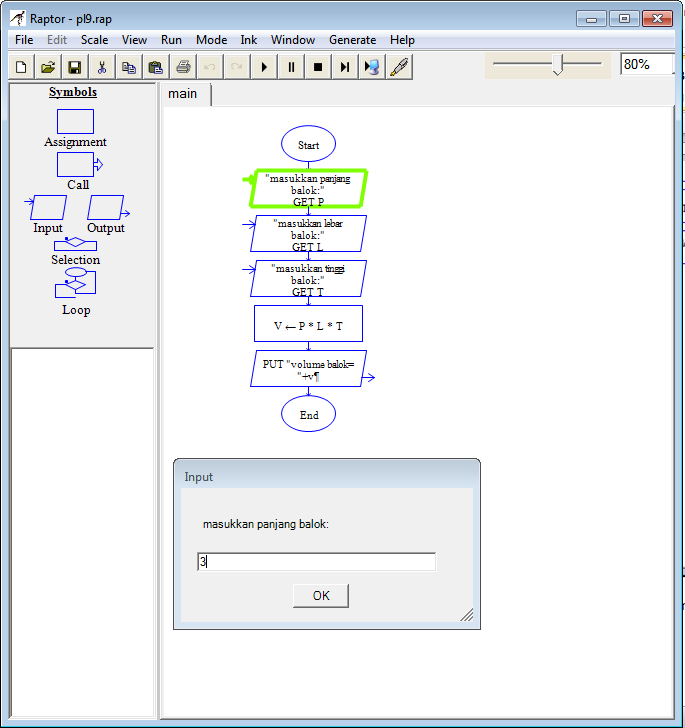 Raptor - pl9.rap
File Edit Scale View Run Mode Ink Window Generate Help
80%
Symbols
Assignment
Call
Input Output
Selection
Loop
main
Start
"masukkan panjang
balok:"
GET P
"masukkan lebar
balok:"
GET L
"masukkan tinggi
balok:"
GET T
V ← P * L * T
PUT "volume balok=
"+v¶
End
Input
masukkan panjang balok:
3
OK